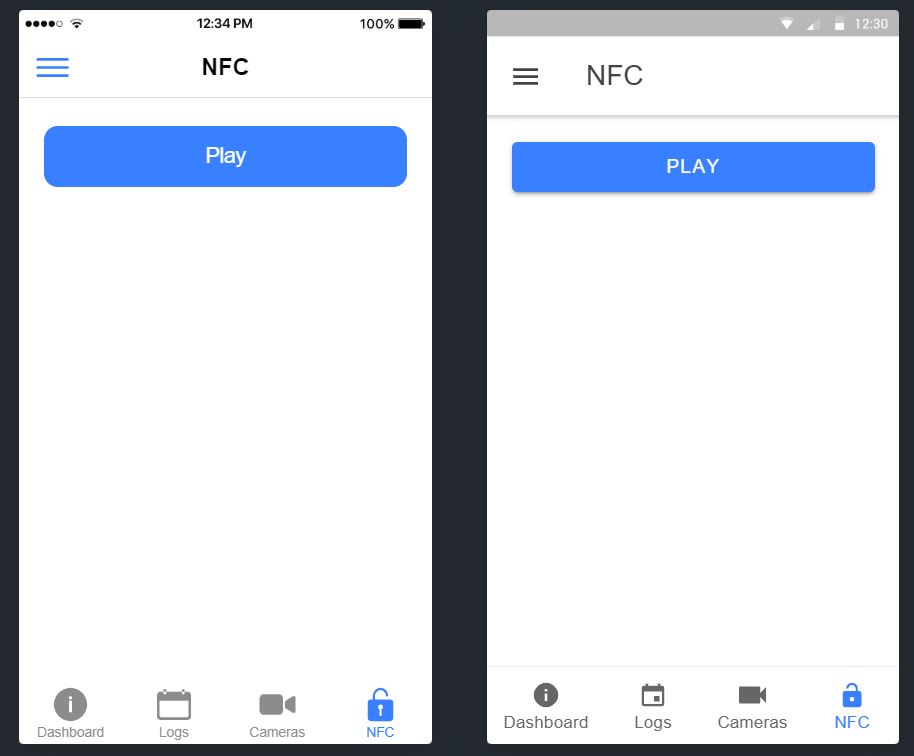 12:34 PM 100%
NFC
Play
Dashboard Logs Cameras NFC
12:30
NFC
PLAY
Dashboard Logs Cameras NFC